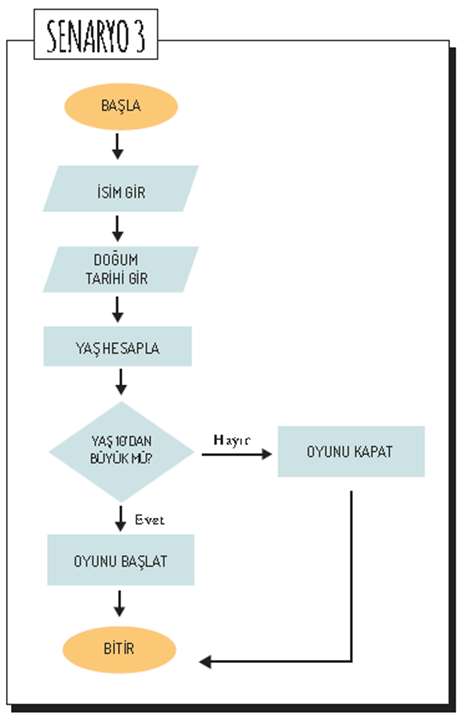 SENARYO 3
BAŞLA
İSİM GİR
DOĞUM
TARİHİ GİR
YAŞ HESAPLA
YAŞ 10'DAN
BÜYÜK MÜ?
Hayır
OYUNU KAPAT
Evet
OYUNU BAŞLAT
BİTİR